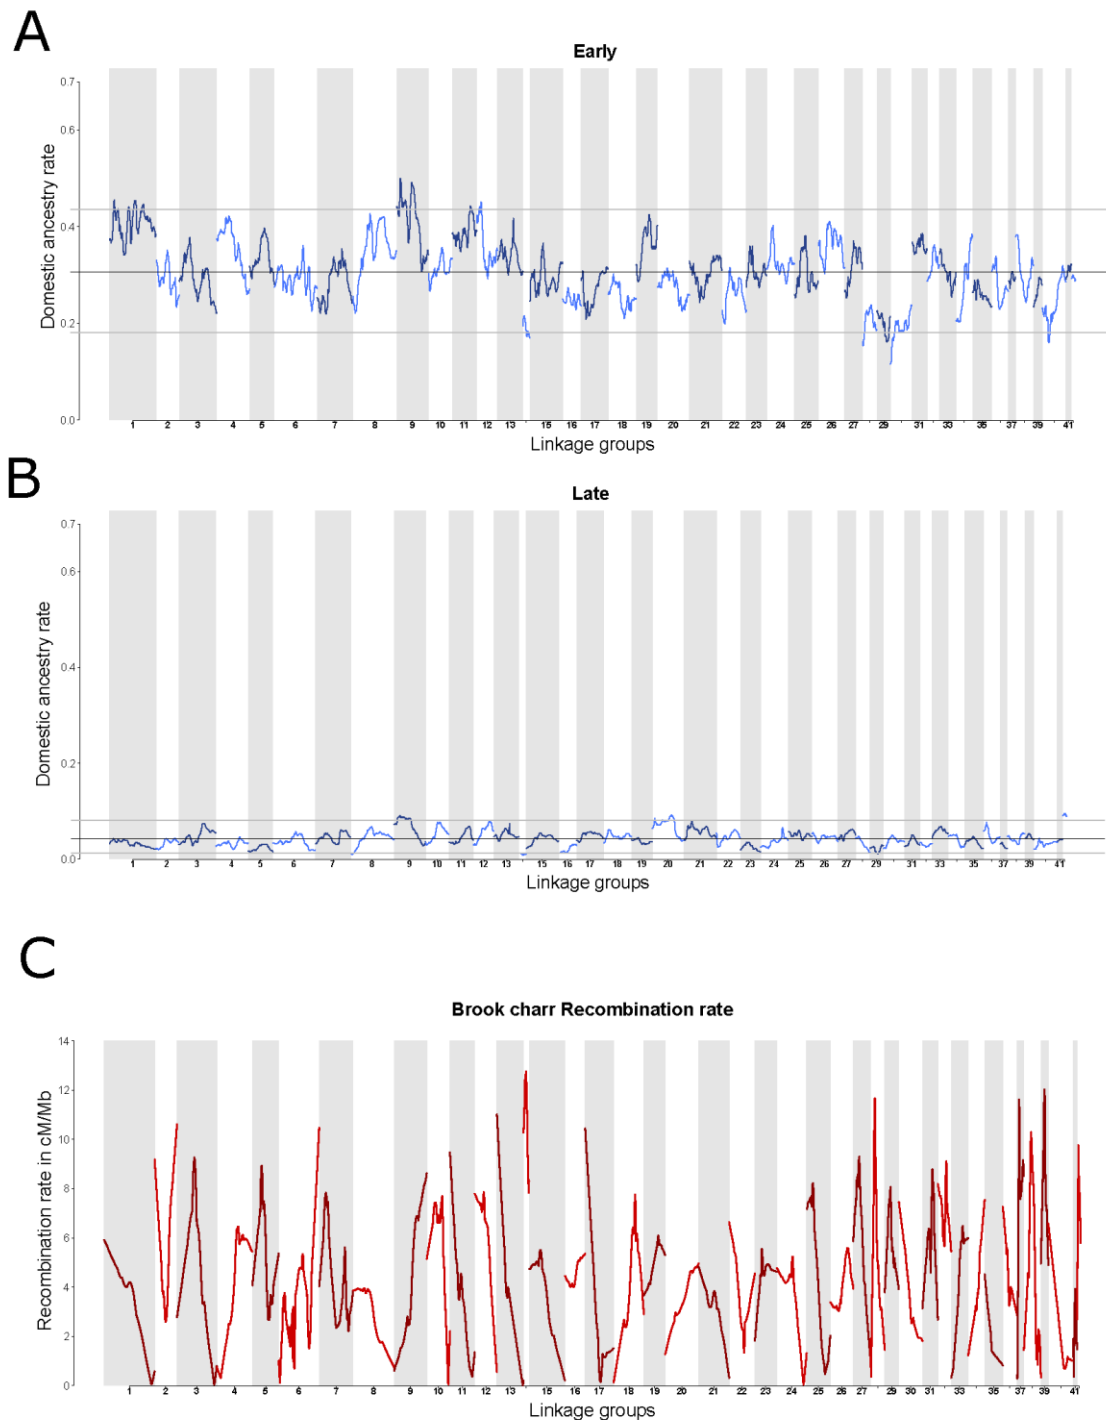 A
Early
Domestic ancestry rate
0.7
0.6
0.4
0.2
0.0
1 2 3 4 5 6 7 8 9 10 11 12 13 15 16 17 18 19 20 21 22 23 24 25 26 27 29 31 33 35 37 39 41
Linkage groups
B
Late
Domestic ancestry rate
0.7
0.6
0.4
0.2
0.0
1 2 3 4 5 6 7 8 9 10 11 12 13 15 16 17 18 19 20 21 22 23 24 25 26 27 29 31 33 35 37 39 41
Linkage groups
C
Brook charr Recombination rate
Recombination rate in cM/Mb
14
12
10
8
6
4
2
0
1 2 3 4 5 6 7 8 9 10 11 12 13 15 16 17 18 19 20 21 22 23 24 25 26 27 29 30 31 33 35 37 39 41
Linkage groups